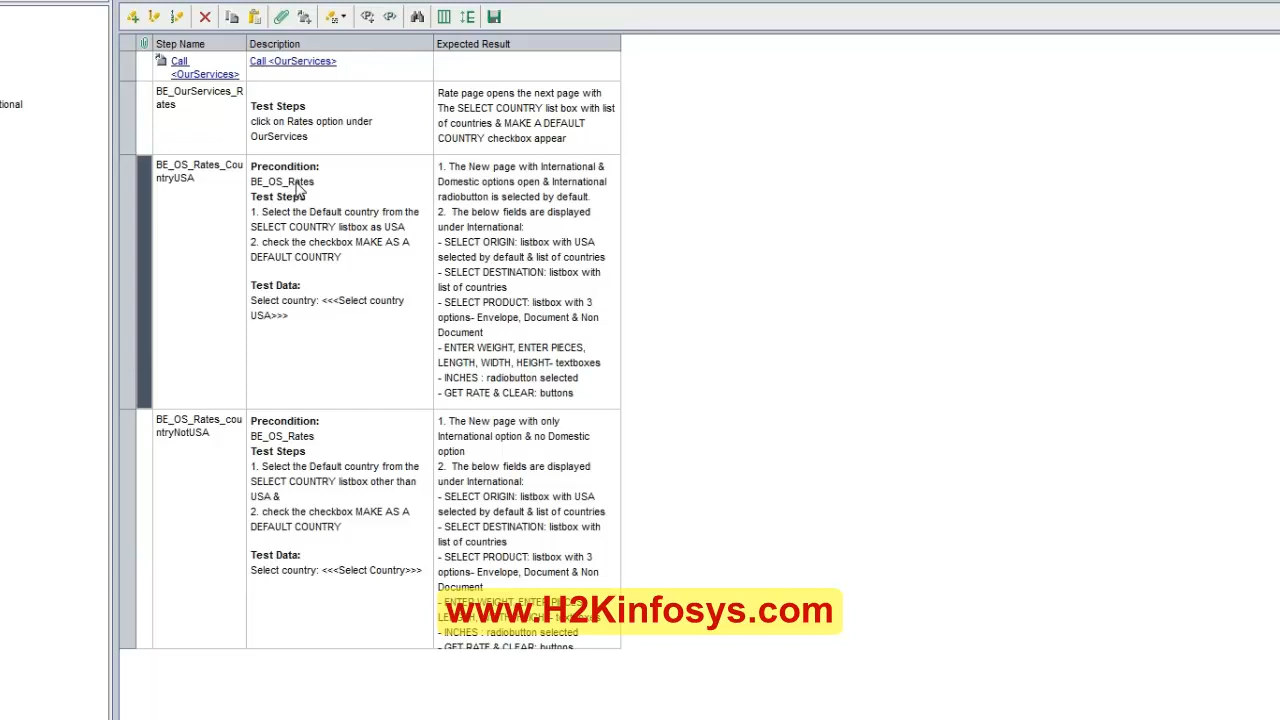 Step Name
Description
Expected Result
Call
<OurServices>
Call <OurServices>
tional
BE_OurServices_R
ates
Test Steps
click on Rates option under
OurServices
Rate page opens the next page with
The SELECT COUNTRY list box with list
of countries & MAKE A DEFAULT
COUNTRY checkbox appear
BE_OS_Rates_Cou
ntryUSA
Precondition:
BE_OS_Rates
Test Steps
1. Select the Default country from the
SELECT COUNTRY listbox as USA
2. check the checkbox MAKE AS A
DEFAULT COUNTRY
Test Data:
Select country: <<<Select country
USA>>>
1. The New page with International &
Domestic options open & International
radiobutton is selected by default.
2. The below fields are displayed
under International:
- SELECT ORIGIN: listbox with USA
selected by default & list of countries
- SELECT DESTINATION: listbox with
list of countries
- SELECT PRODUCT: listbox with 3
options- Envelope, Document & Non
Document
- ENTER WEIGHT, ENTER PIECES,
LENGTH, WIDTH, HEIGHT- textboxes
- INCHES : radiobutton selected
- GET RATE & CLEAR: buttons
BE_OS_Rates_cou
ntryNotUSA
Precondition:
BE_OS_Rates
Test Steps
1. Select the Default country from the
SELECT COUNTRY listbox other than
USA &
2. check the checkbox MAKE AS A
DEFAULT COUNTRY
Test Data:
Select country: <<<Select Country>>>
1. The New page with only
International option & no Domestic
option
2. The below fields are displayed
under International:
- SELECT ORIGIN: listbox with USA
selected by default & list of countries
- SELECT DESTINATION: listbox with
list of countries
- SELECT PRODUCT: listbox with 3
options- Envelope, Document & Non
Document
www.H2Kinfosys.com
- INCHES : radiobutton selected
- GET RATE & CLEAR: buttons